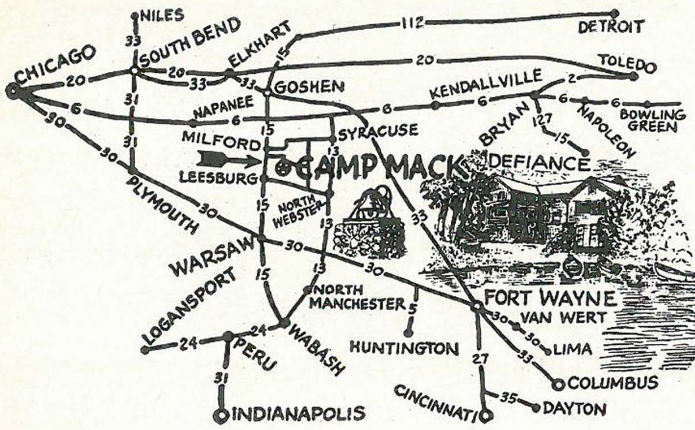 NILES
33
CHICAGO
SOUTH BEND
ELKHART
15
112
DETROIT
20
20
33
33
20
TOLEDO
GOSHEN
KENDALLVILLE
2
6
NAPANEE
6
6
6
6
6
BOWLING GREEN
BRYAN
127
15
NAPOLEON
31
30
15
MILFORD
SYRACUSE
13
CAMP MACK
DEFIANCE
LEESBURG
30
31
PLYMOUTH
15
NORTH WEBSTER
13
33
30
WARSAW
30
13
30
15
NORTH MANCHESTER
5
FORT WAYNE
30
VAN WERT
30
LIMA
LOGANSPORT
24
PERU
24
WABASH
HUNTINGTON
27
33
31
COLUMBUS
INDIANAPOLIS
CINCINNATI
35
DAYTON